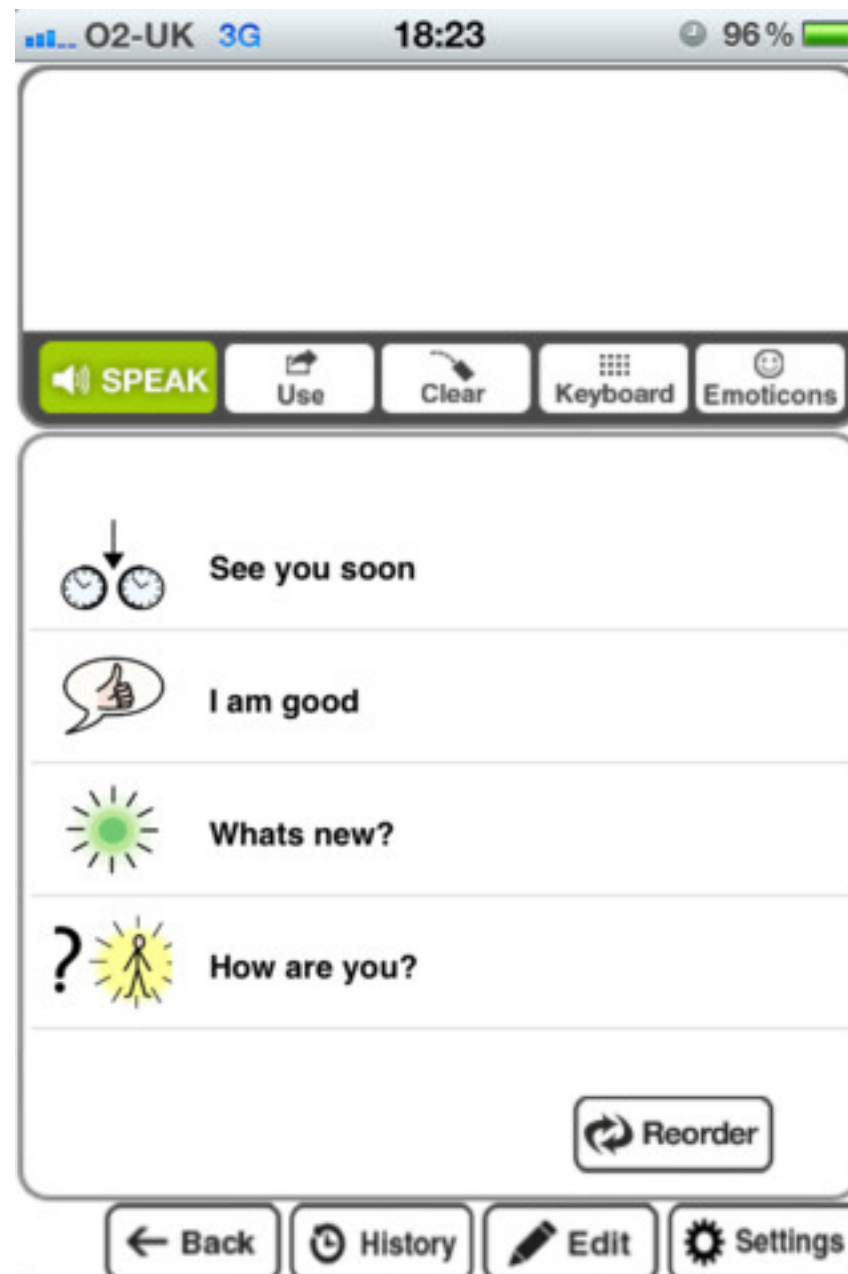 O2-UK 3G 18:23 96%
SPEAK Use Clear Keyboard Emoticons
See you soon
I am good
Whats new?
? How are you?
Reorder
Back History Edit Settings